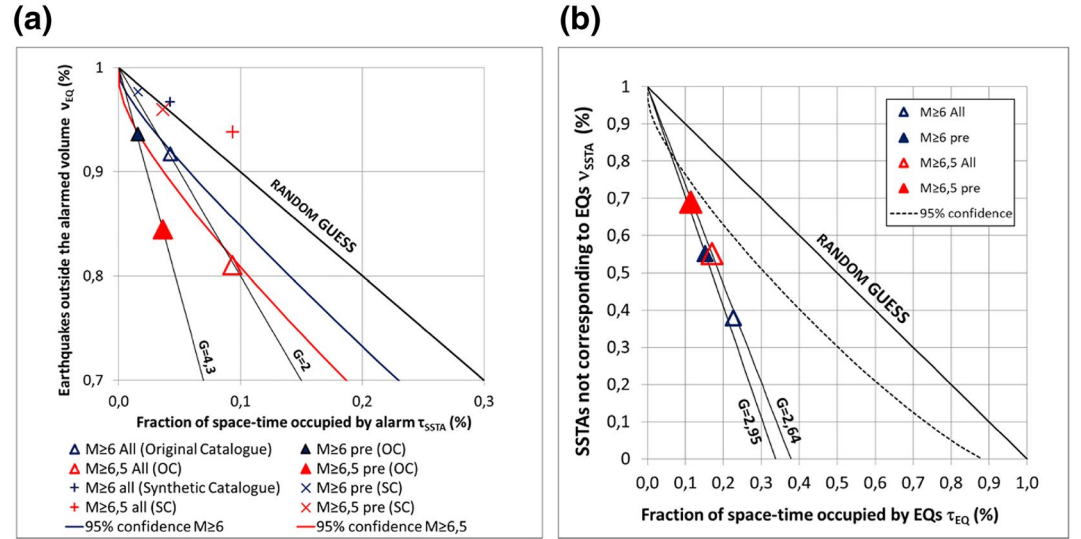 (a)
Earthquakes outside the alarmed volume νEQ (%)
1
0,9
0,8
0,7
0,0
0,1
0,2
0,3
RANDOM GUESS
G=4,3
G=2
Fraction of space-time occupied by alarm τSSTA (%)
M≥6 All (Original Catalogue)
M≥6 pre (OC)
M≥6,5 All (OC)
M≥6,5 pre (OC)
M≥6 all (Synthetic Catalogue)
M≥6 pre (SC)
M≥6,5 all (SC)
M≥6,5 pre (SC)
95% confidence M≥6
95% confidence M≥6,5
(b)
SSTAs not corresponding to EQs νSSTA (%)
1
0,9
0,8
0,7
0,6
0,5
0,4
0,3
0,2
0,1
0
0,0
0,1
0,2
0,3
0,4
0,5
0,6
0,7
0,8
0,9
1,0
M≥6 All
M≥6 pre
M≥6,5 All
M≥6,5 pre
95% confidence
RANDOM GUESS
G=2,95
G=2,64
Fraction of space-time occupied by EQs τEQ (%)